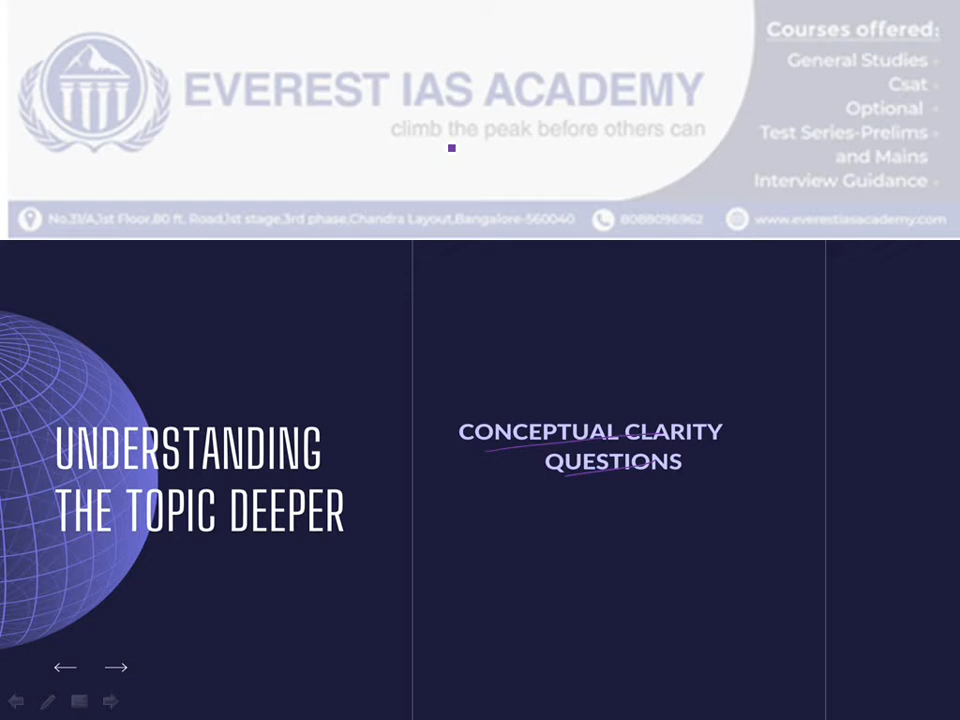 EVEREST IAS ACADEMY
climb the peak before others can
Courses offered:
General Studies
Csat
Optional
Test Series-Prelims
and Mains
Interview Guidance
No.31/A,1st Floor,80 ft. Road,1st stage,3rd phase,Chandra Layout,Bangalore-560040
8088096962
www.everestiasacademy.com
UNDERSTANDING
THE TOPIC DEEPER
CONCEPTUAL CLARITY
QUESTIONS